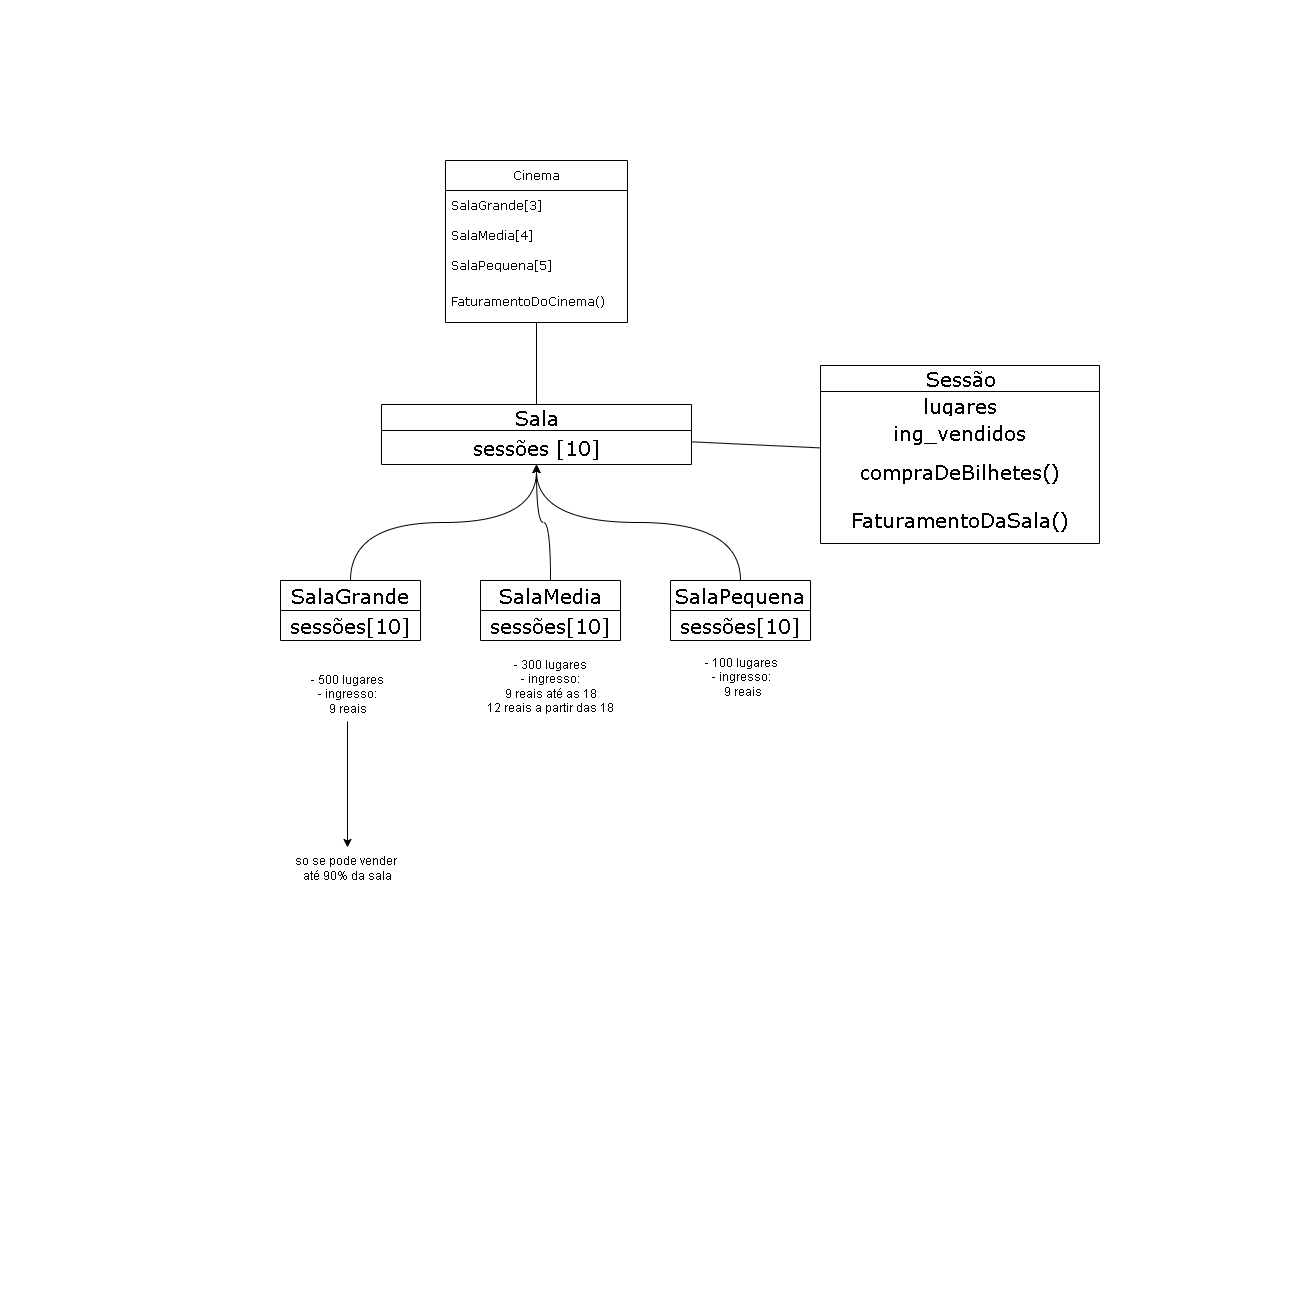 Cinema
SalaGrande[3]
SalaMedia[4]
SalaPequena[5]
FaturamentoDoCinema()
Sala
sessões [10]
Sessão
lugares
ing_vendidos
compraDeBilhetes()
FaturamentoDaSala()
SalaGrande
sessões[10]
- 500 lugares
- ingresso:
9 reais
so se pode vender
até 90% da sala
SalaMedia
sessões[10]
- 300 lugares
- ingresso:
9 reais até as 18
12 reais a partir das 18
SalaPequena
sessões[10]
- 100 lugares
- ingresso:
9 reais